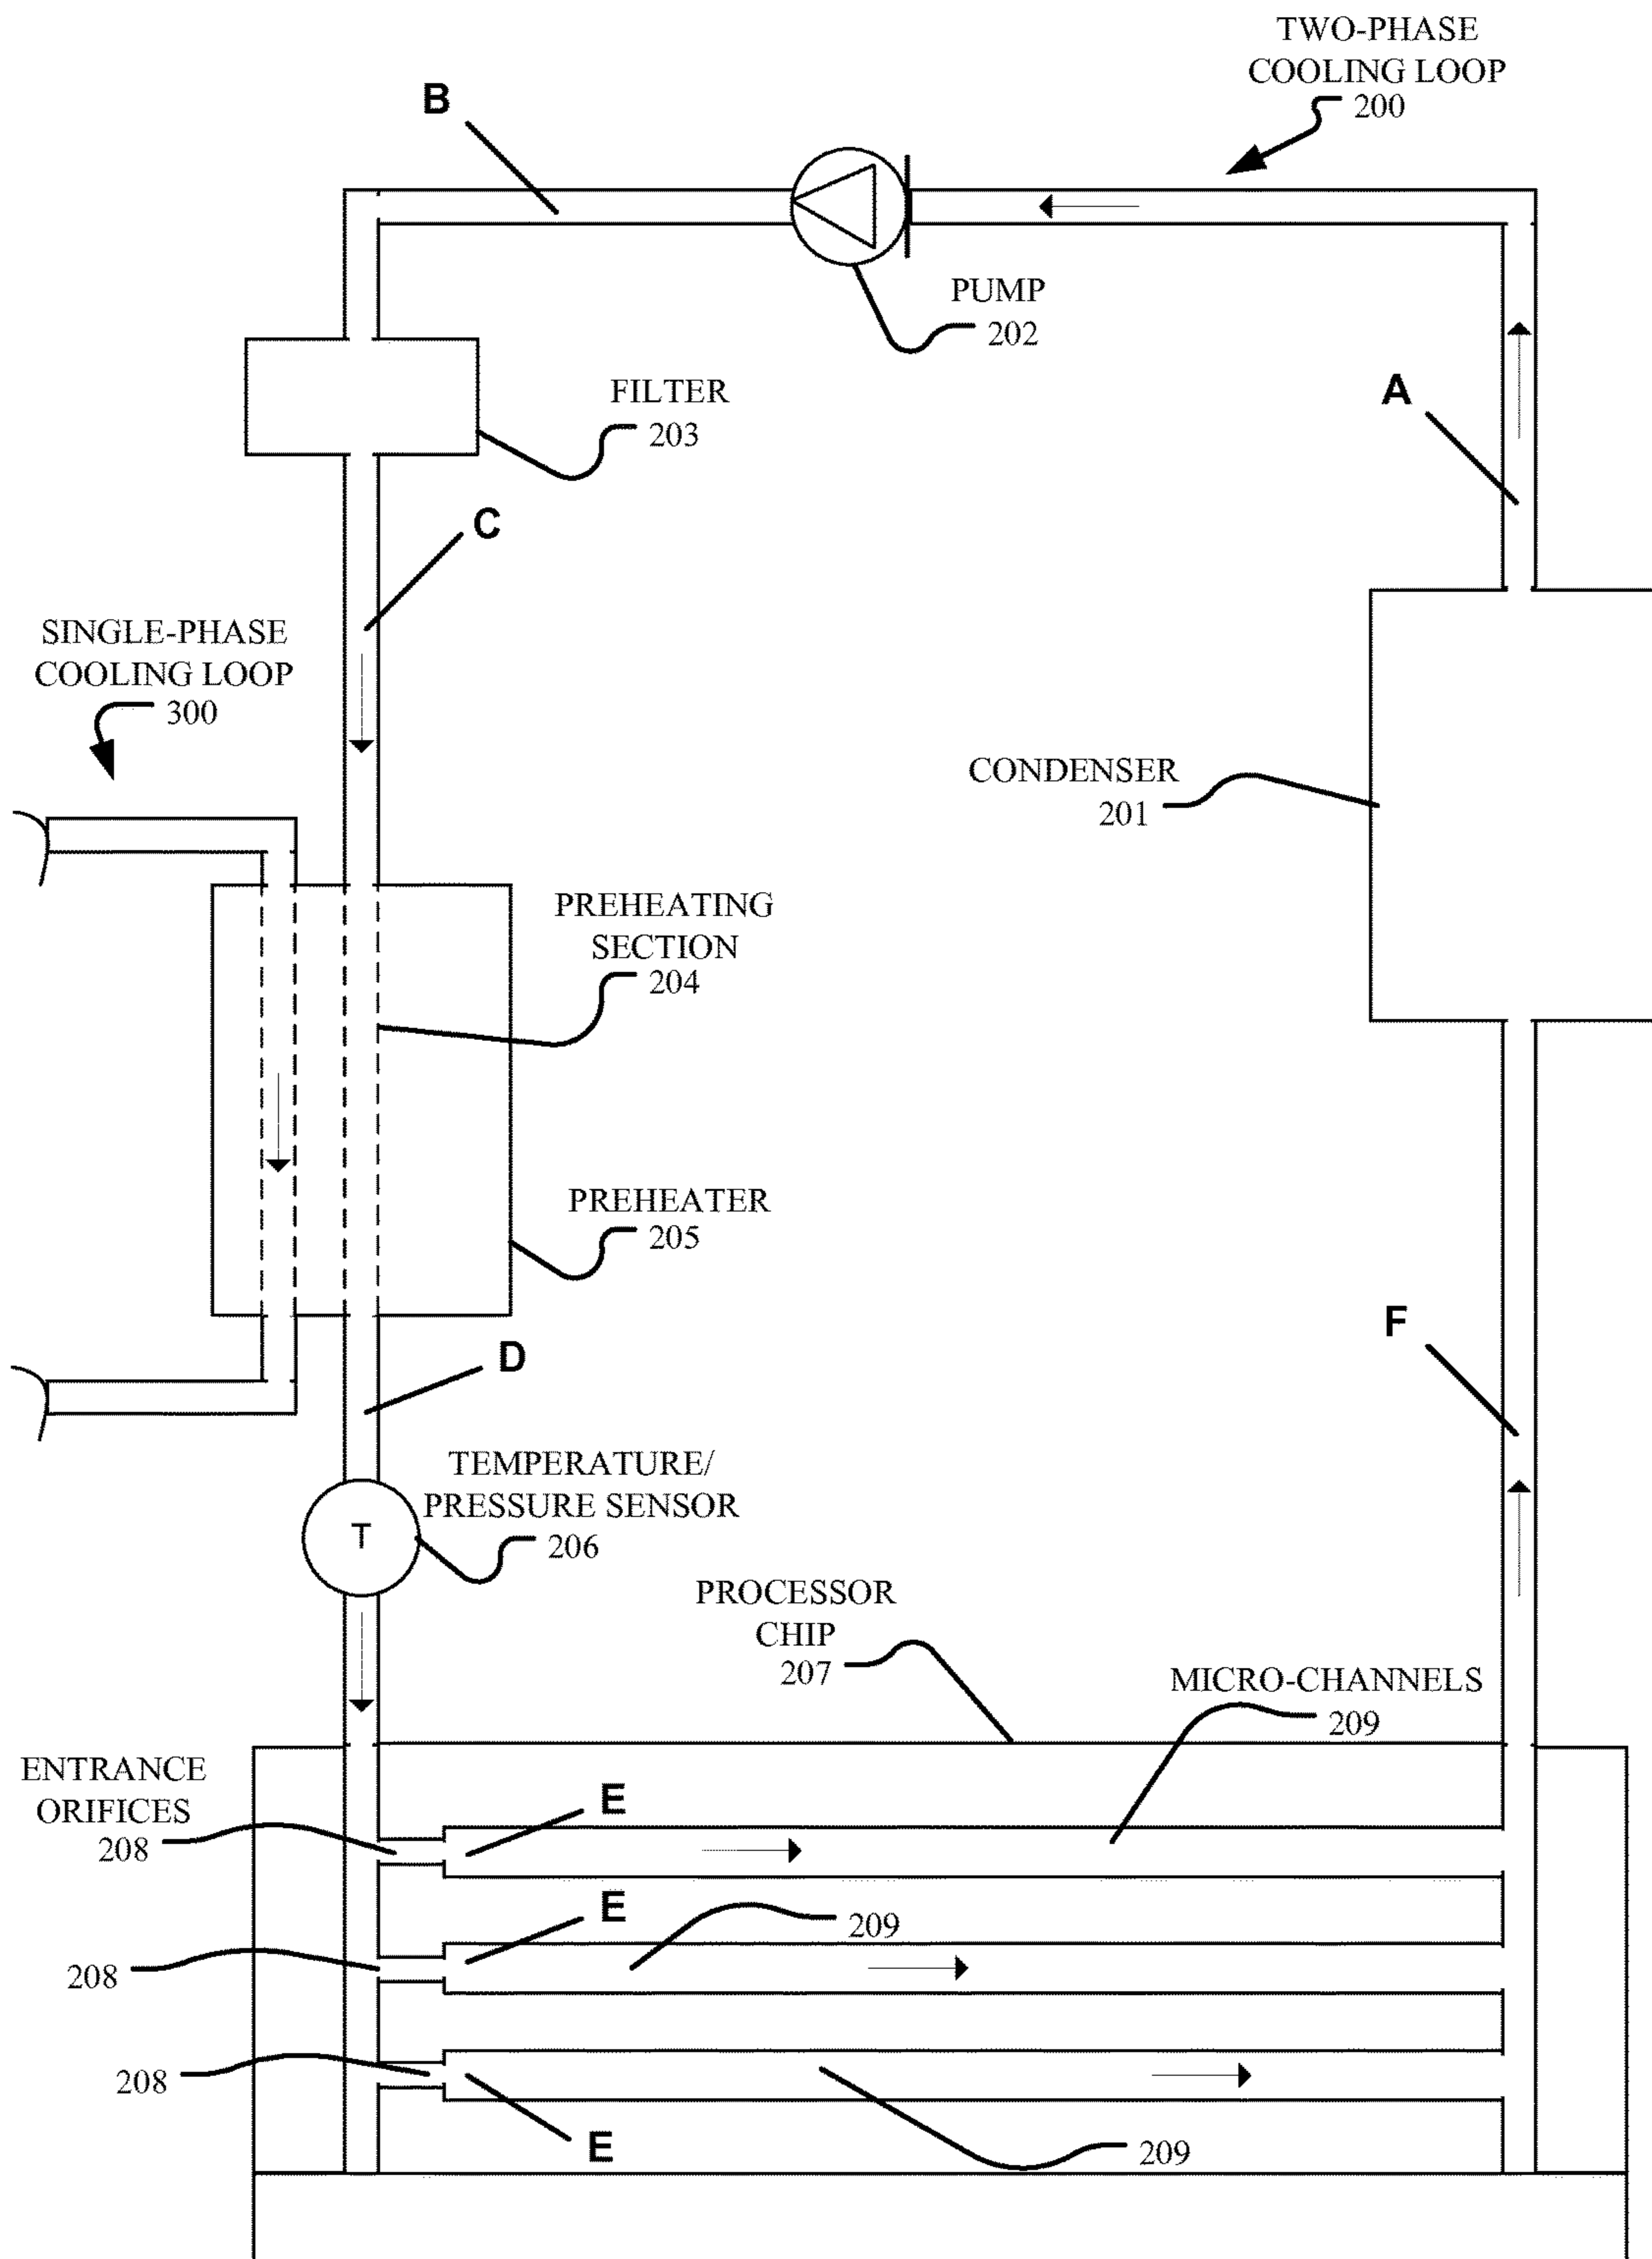 TWO-PHASE
COOLING LOOP
200
B
PUMP
202
FILTER
203
A
C
SINGLE-PHASE
COOLING LOOP
300
CONDENSER
201
PREHEATING
SECTION
204
PREHEATER
205
F
D
TEMPERATURE/
PRESSURE SENSOR
206
T
PROCESSOR
CHIP
207
MICRO-CHANNELS
209
ENTRANCE
ORIFICES
208
E
E
209
208
208
E
209